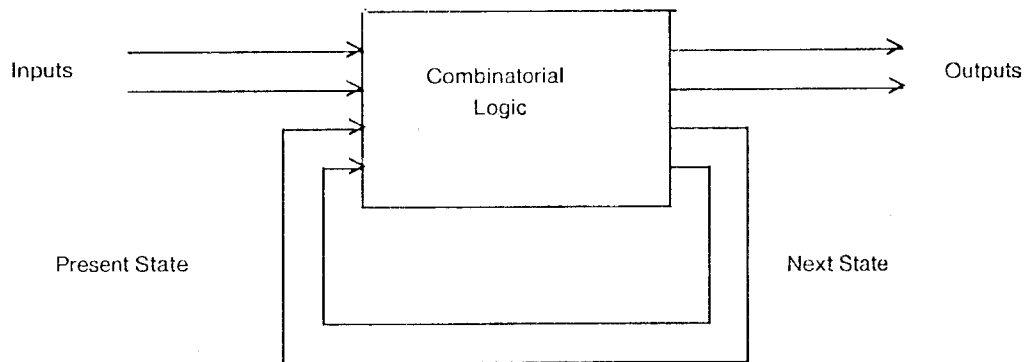 Inputs
Combinatorial
Logic
Outputs
Present State
Next State